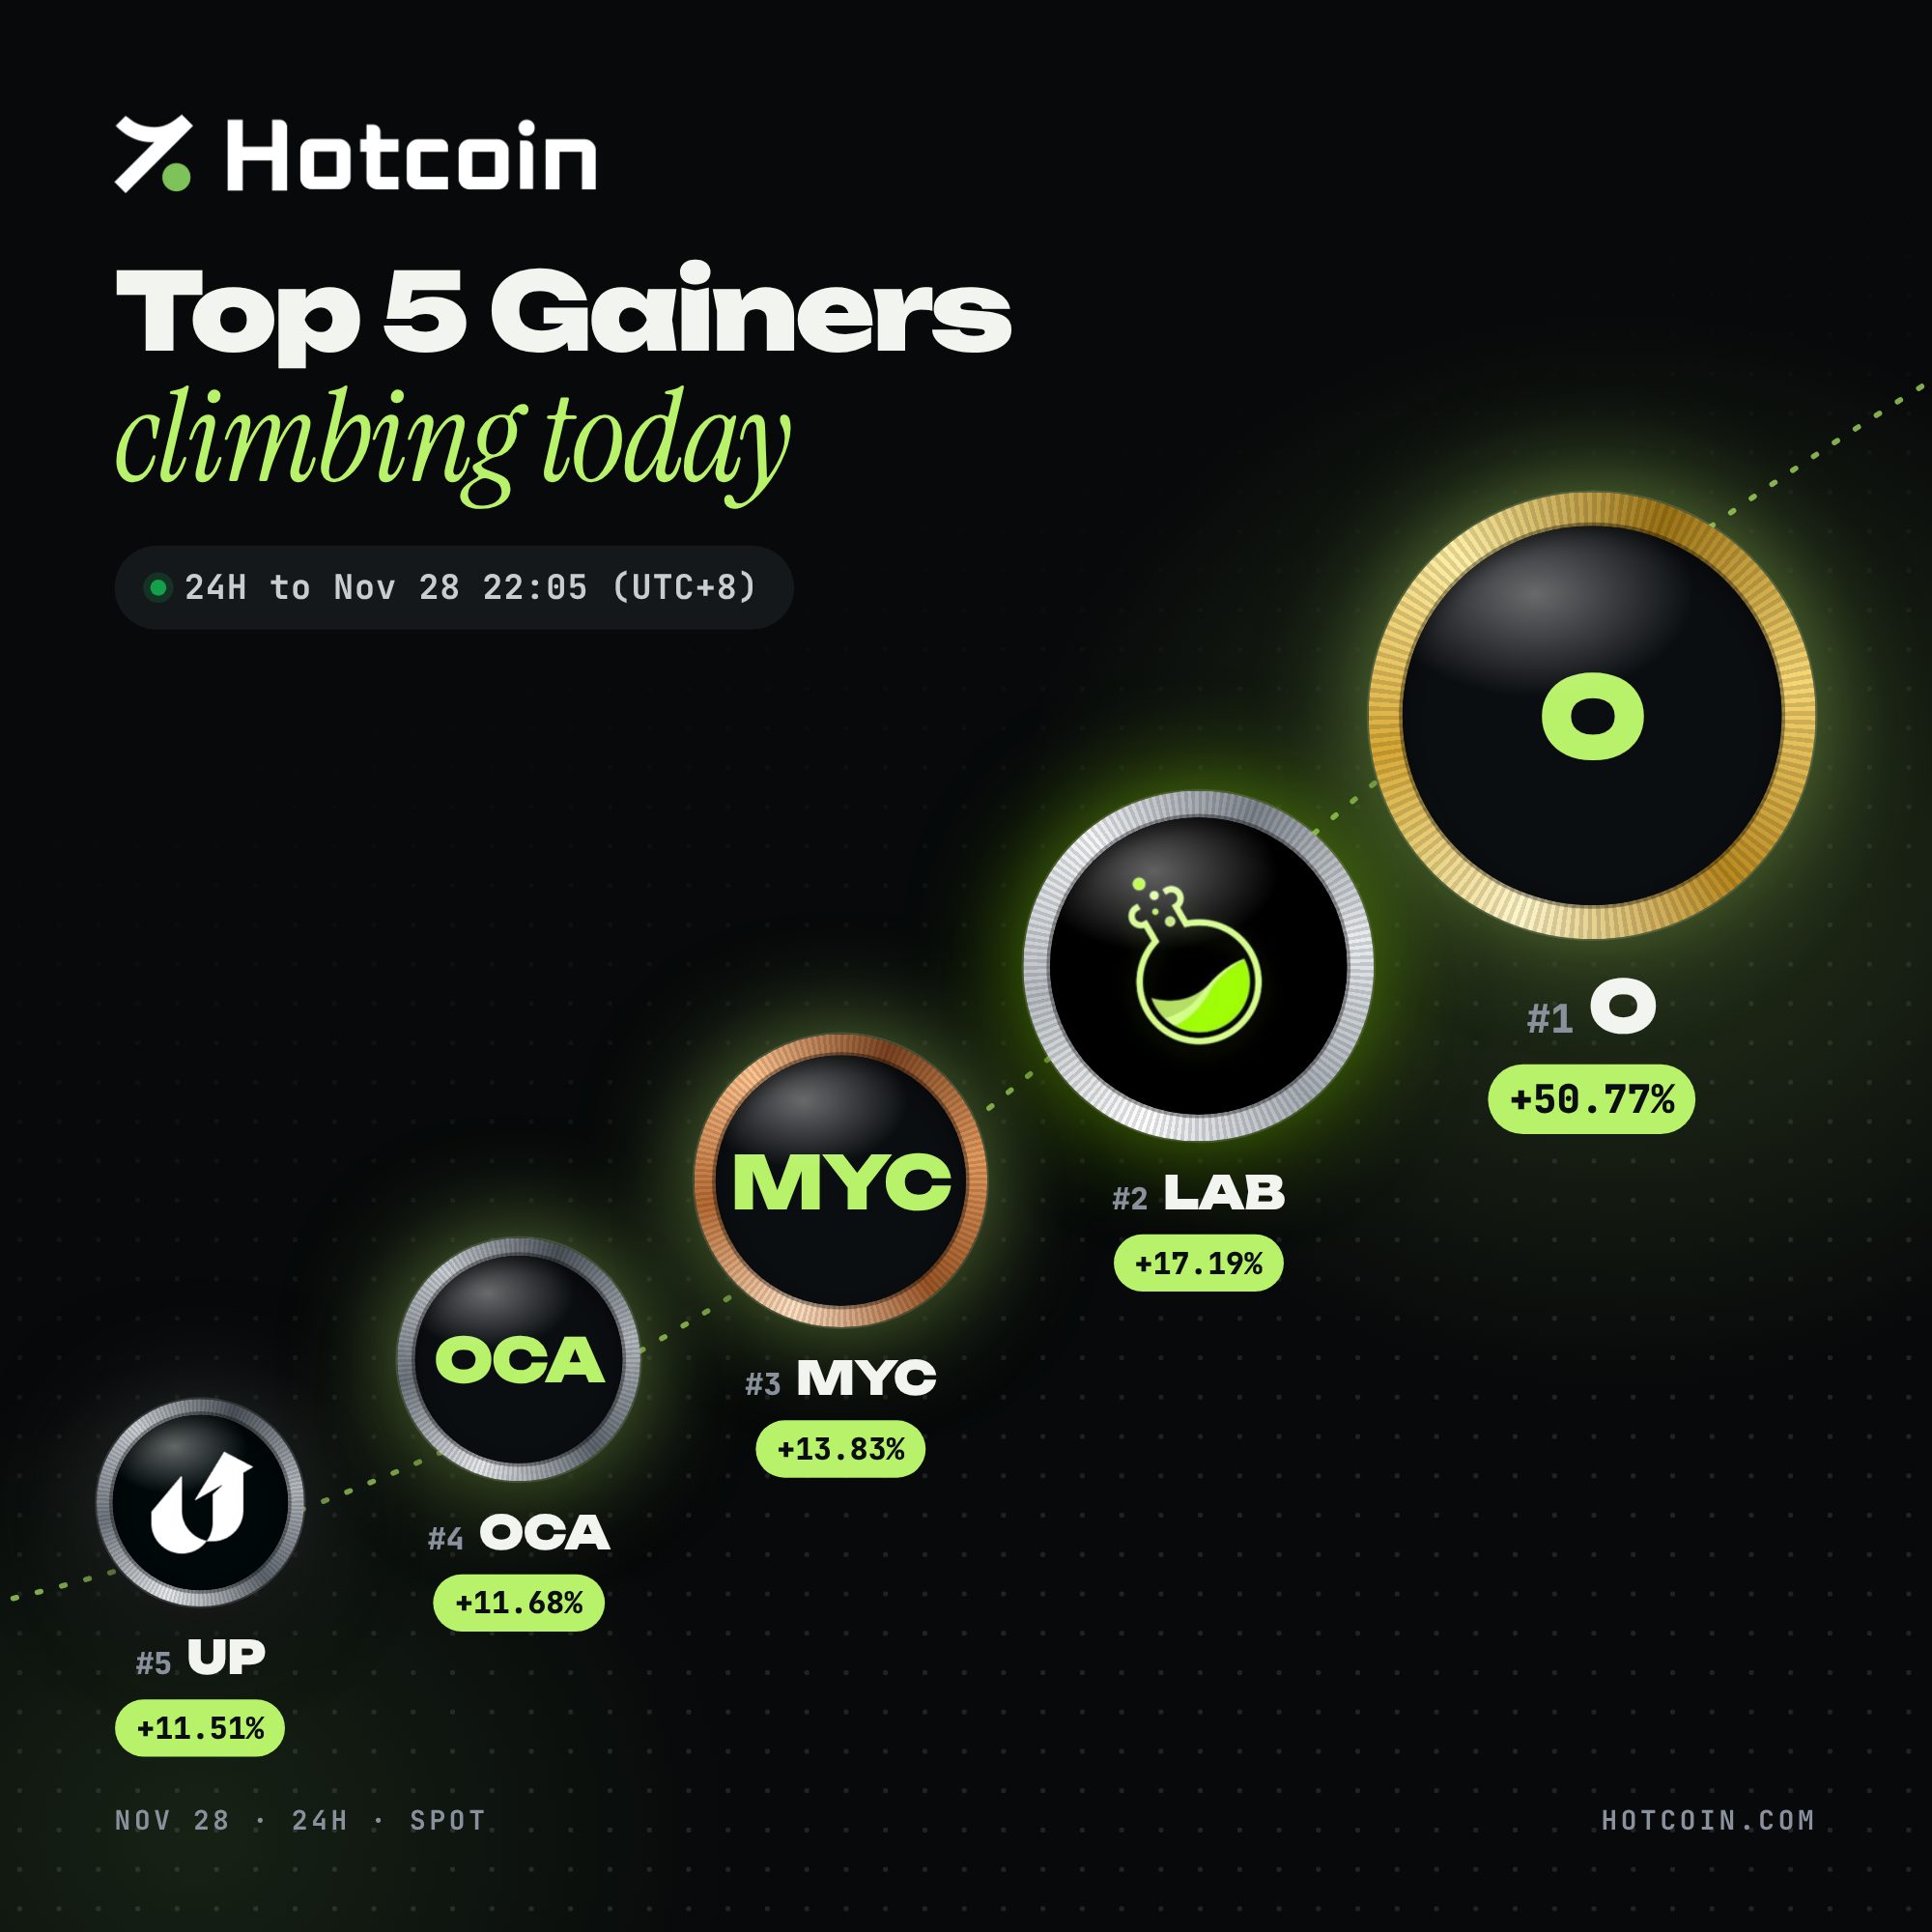 Hotcoin
Top 5 Gainers
climbing today
24H to Nov 28 22:05 (UTC+8)
O
#1 O
+50.77%
#2 LAB
+17.19%
MYC
#3 MYC
+13.83%
OCA
#4 OCA
+11.68%
#5 UP
+11.51%
NOV 28 · 24H · SPOT
HOTCOIN.COM